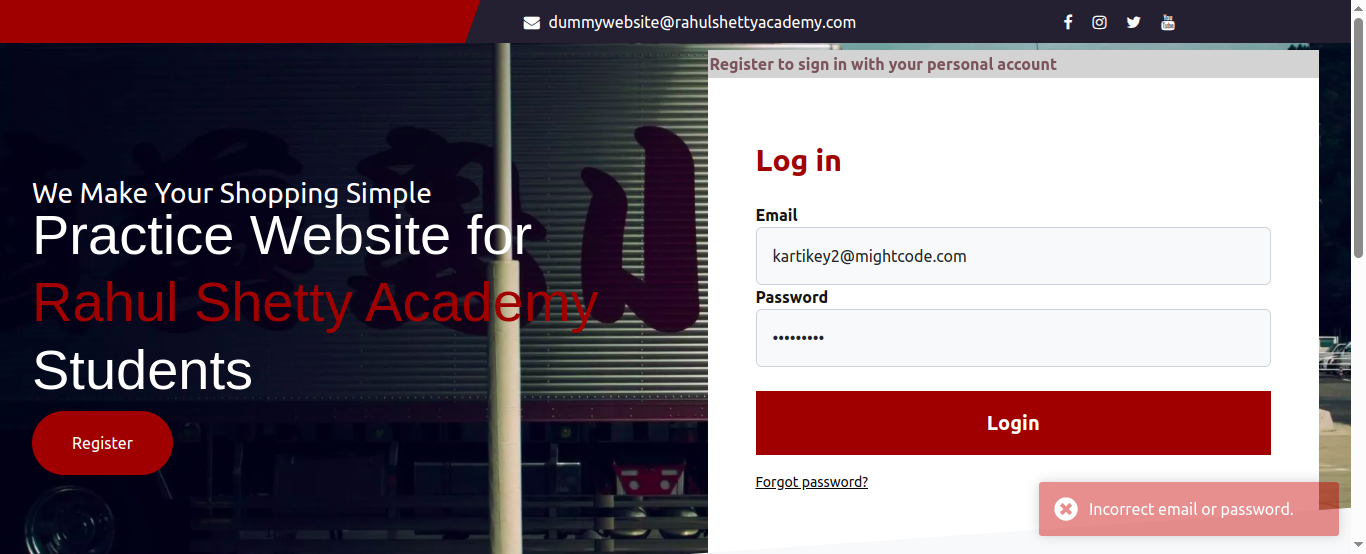 dummywebsite@rahulshettyacademy.com
Register to sign in with your personal account
We Make Your Shopping Simple
Practice Website for
Rahul Shetty Academy
Students
Register
Log in
Email
kartikey2@mightcode.com
Password
•••••••••
Login
Forgot password?
Incorrect email or password.